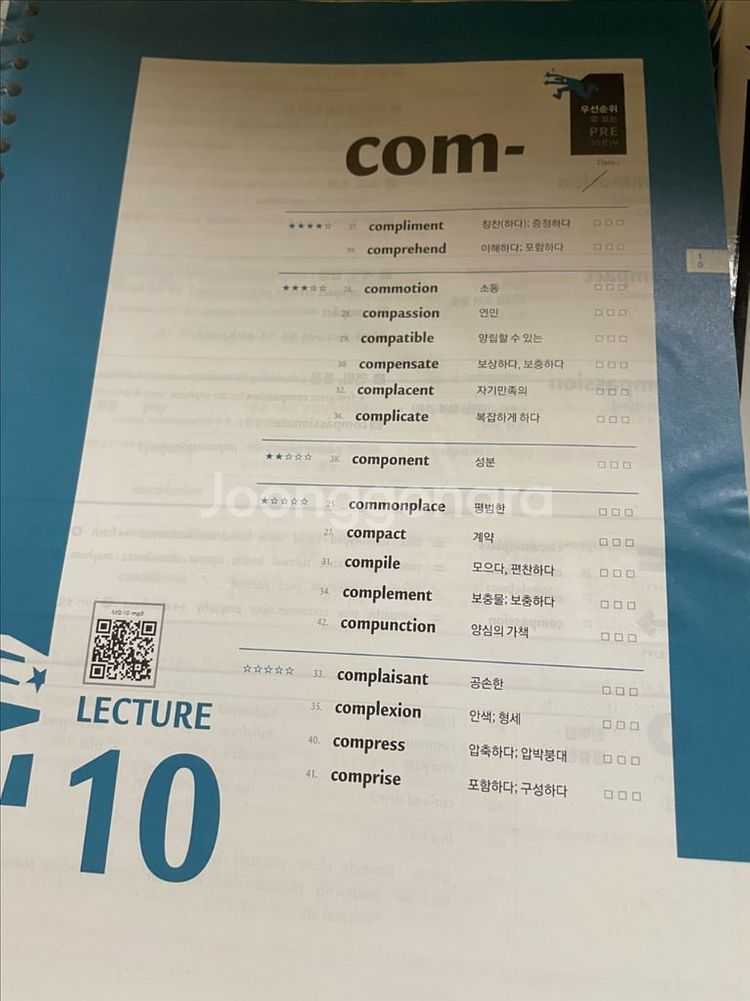 우선순위
PRE
VIEW
Date :
com-
★★★★☆ 37. compliment 칭찬(하다); 증정하다 □□□
39. comprehend 이해하다; 포함하다 □□□
★★★☆☆ 26. commotion 소동 □□□
28. compassion 연민 □□□
29. compatible 양립할 수 있는 □□□
30. compensate 보상하다, 보충하다 □□□
32. complacent 자기만족의 □□□
36. complicate 복잡하게 하다 □□□
★★☆☆☆ 38. component 성분 □□□
Joonggonara
★☆☆☆☆ 25. commonplace 평범한 □□□
27. compact 계약 □□□
31. compile 모으다, 편찬하다 □□□
34. complement 보충물; 보충하다 □□□
42. compunction 양심의 가책 □□□
☆☆☆☆☆ 33. complaisant 공손한 □□□
35. complexion 안색; 형세 □□□
40. compress 압축하다; 압박붕대 □□□
41. comprise 포함하다; 구성하다 □□□
MD10 mp3
LECTURE
10
10